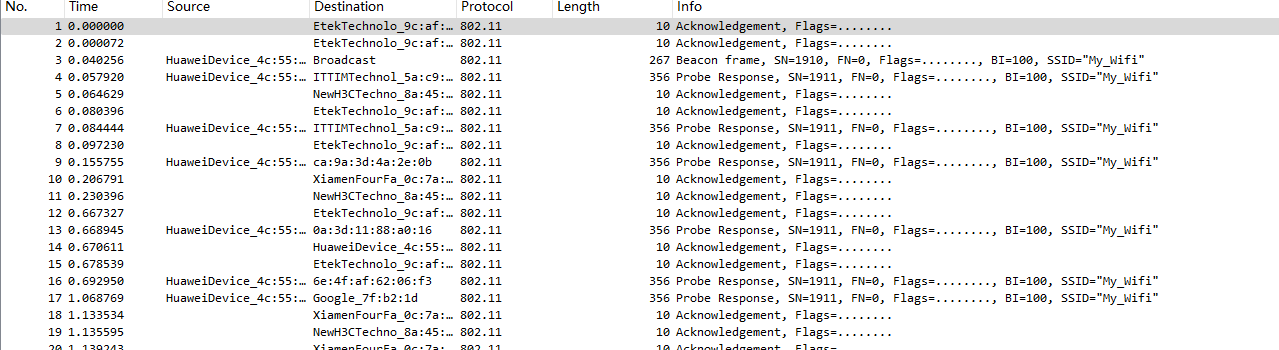 No. Time Source Destination Protocol Length Info
1 0.000000 EtekTechnolo_9c:af:… 802.11 10 Acknowledgement, Flags=........
2 0.000072 EtekTechnolo_9c:af:… 802.11 10 Acknowledgement, Flags=........
3 0.040256 HuaweiDevice_4c:55:… Broadcast 802.11 267 Beacon frame, SN=1910, FN=0, Flags=........, BI=100, SSID="My_Wifi"
4 0.057920 HuaweiDevice_4c:55:… ITTIMTechnol_5a:c9:… 802.11 356 Probe Response, SN=1911, FN=0, Flags=........, BI=100, SSID="My_Wifi"
5 0.064629 NewH3CTechno_8a:45:… 802.11 10 Acknowledgement, Flags=........
6 0.080396 EtekTechnolo_9c:af:… 802.11 10 Acknowledgement, Flags=........
7 0.084444 HuaweiDevice_4c:55:… ITTIMTechnol_5a:c9:… 802.11 356 Probe Response, SN=1911, FN=0, Flags=........, BI=100, SSID="My_Wifi"
8 0.097230 EtekTechnolo_9c:af:… 802.11 10 Acknowledgement, Flags=........
9 0.155755 HuaweiDevice_4c:55:… ca:9a:3d:4a:2e:0b 802.11 356 Probe Response, SN=1911, FN=0, Flags=........, BI=100, SSID="My_Wifi"
10 0.206791 XiamenFourFa_0c:7a:… 802.11 10 Acknowledgement, Flags=........
11 0.230396 NewH3CTechno_8a:45:… 802.11 10 Acknowledgement, Flags=........
12 0.667327 EtekTechnolo_9c:af:… 802.11 10 Acknowledgement, Flags=........
13 0.668945 HuaweiDevice_4c:55:… 0a:3d:11:88:a0:16 802.11 356 Probe Response, SN=1911, FN=0, Flags=........, BI=100, SSID="My_Wifi"
14 0.670611 HuaweiDevice_4c:55:… 802.11 10 Acknowledgement, Flags=........
15 0.678539 EtekTechnolo_9c:af:… 802.11 10 Acknowledgement, Flags=........
16 0.692950 HuaweiDevice_4c:55:… 6e:4f:af:62:06:f3 802.11 356 Probe Response, SN=1911, FN=0, Flags=........, BI=100, SSID="My_Wifi"
17 1.068769 HuaweiDevice_4c:55:… Google_7f:b2:1d 802.11 356 Probe Response, SN=1911, FN=0, Flags=........, BI=100, SSID="My_Wifi"
18 1.133534 XiamenFourFa_0c:7a:… 802.11 10 Acknowledgement, Flags=........
19 1.135595 NewH3CTechno_8a:45:… 802.11 10 Acknowledgement, Flags=........
20 1.139243 XiamenFourFa_0c:7a:… 802.11 10 Acknowledgement, Flags=